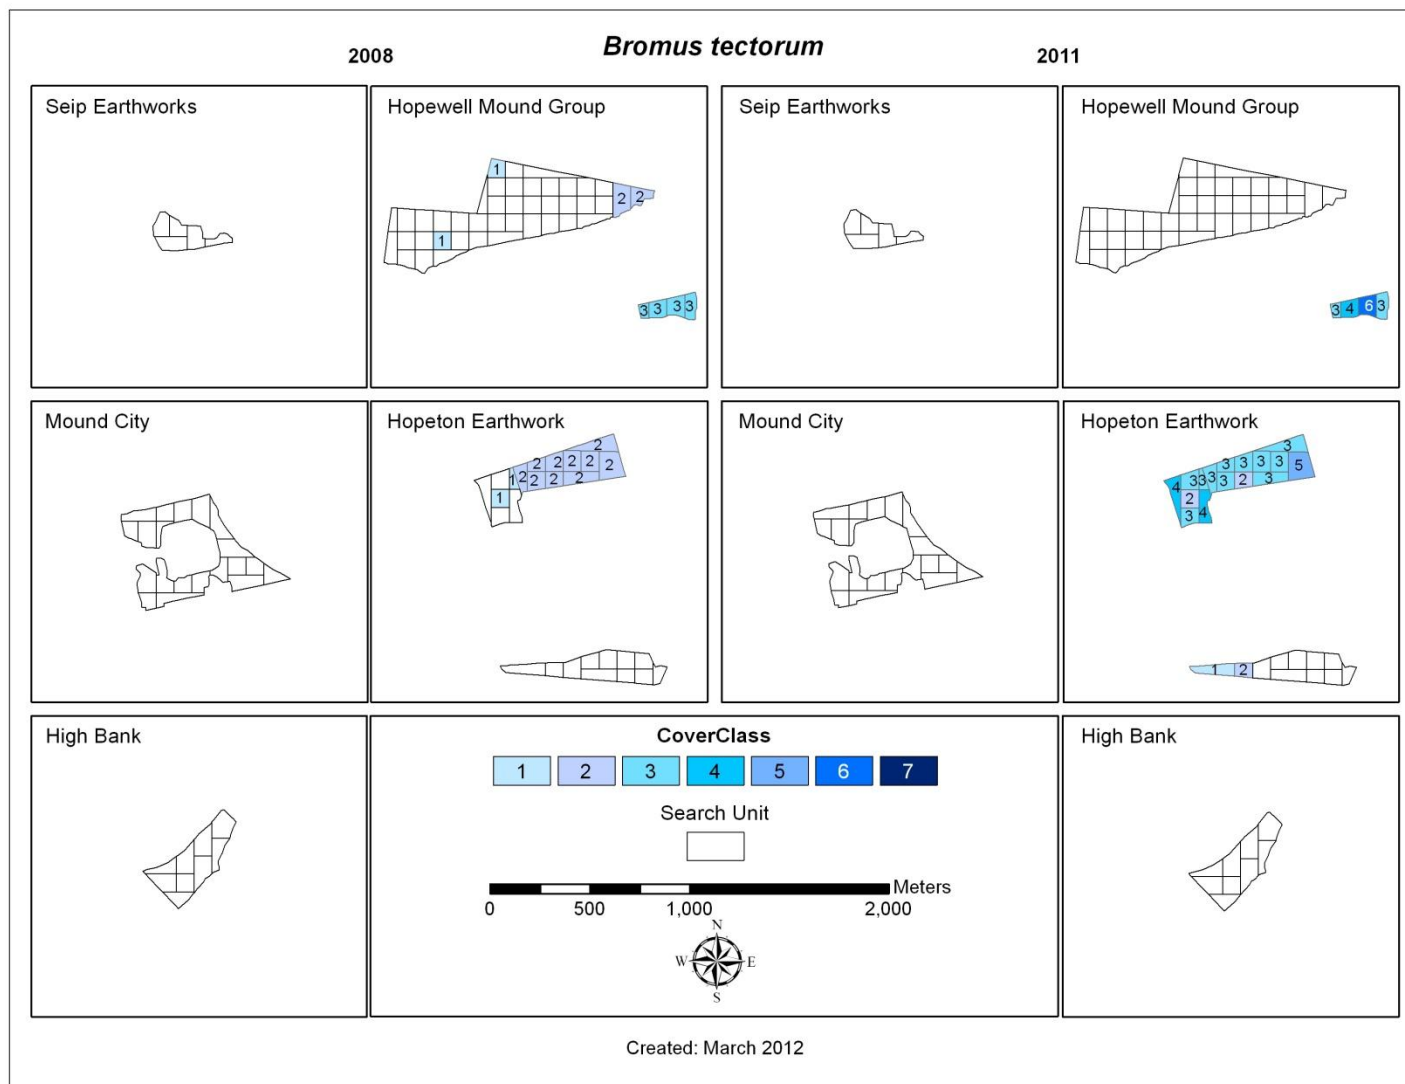 Bromus tectorum
2008
2011
Seip Earthworks
Hopewell Mound Group
1
2 2
1
3 3 3 3
Seip Earthworks
Hopewell Mound Group
3 4 6 3
Mound City
Hopeton Earthwork
2
2 2 2 2 2
1 2 2 2 2
1
Mound City
Hopeton Earthwork
3
3 3 3 3 5
4 3 3 3 3 2 3
2
3 4
1 2
High Bank
CoverClass
1 2 3 4 5 6 7
Search Unit
Meters
0 500 1,000 2,000
N
W E
S
High Bank
Created: March 2012